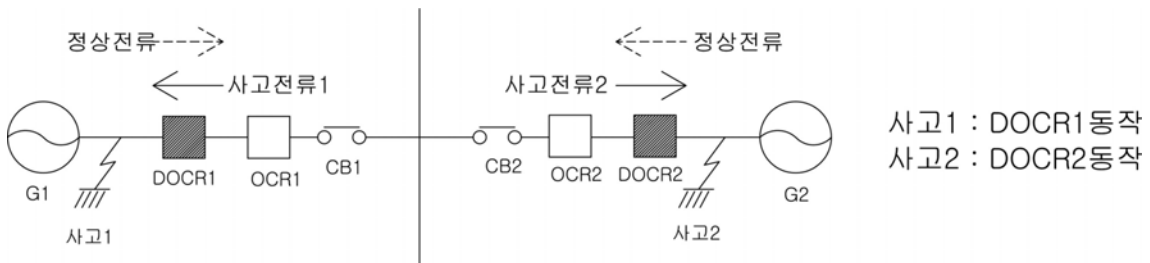 정상전류
정상전류
사고전류1
사고전류2
DOCR1
OCR1
CB1
CB2
OCR2
DOCR2
G1
G2
사고1
사고2
사고1 : DOCR1동작
사고2 : DOCR2동작